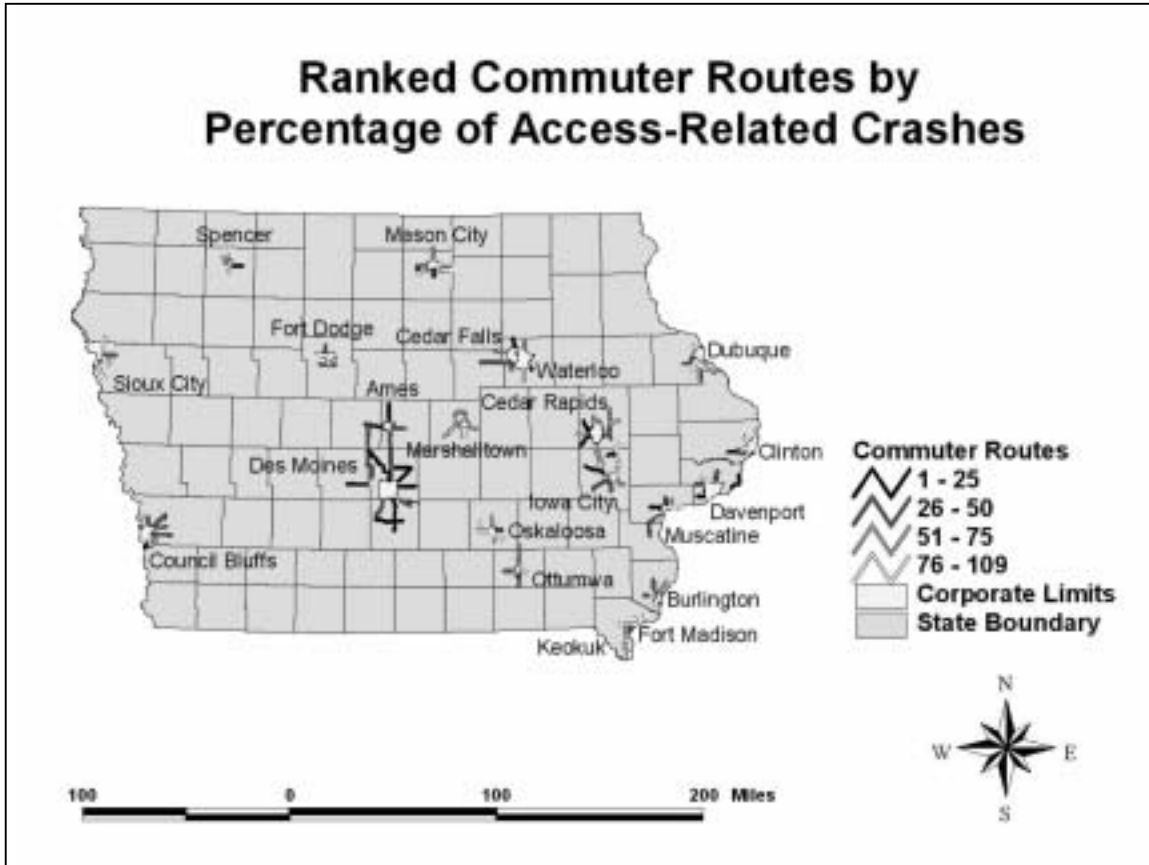 Ranked Commuter Routes by
Percentage of Access-Related Crashes
Spencer
Mason City
Fort Dodge
Cedar Falls
Dubuque
Waterloo
Sioux City
Ames
Cedar Rapids
Marshalltown
Clinton
Des Moines
Iowa City
Davenport
Oskaloosa
Muscatine
Council Bluffs
Ottumwa
Burlington
Fort Madison
Keokuk
Commuter Routes
1 - 25
26 - 50
51 - 75
76 - 109
Corporate Limits
State Boundary
N
W E
S
100 0 100 200 Miles